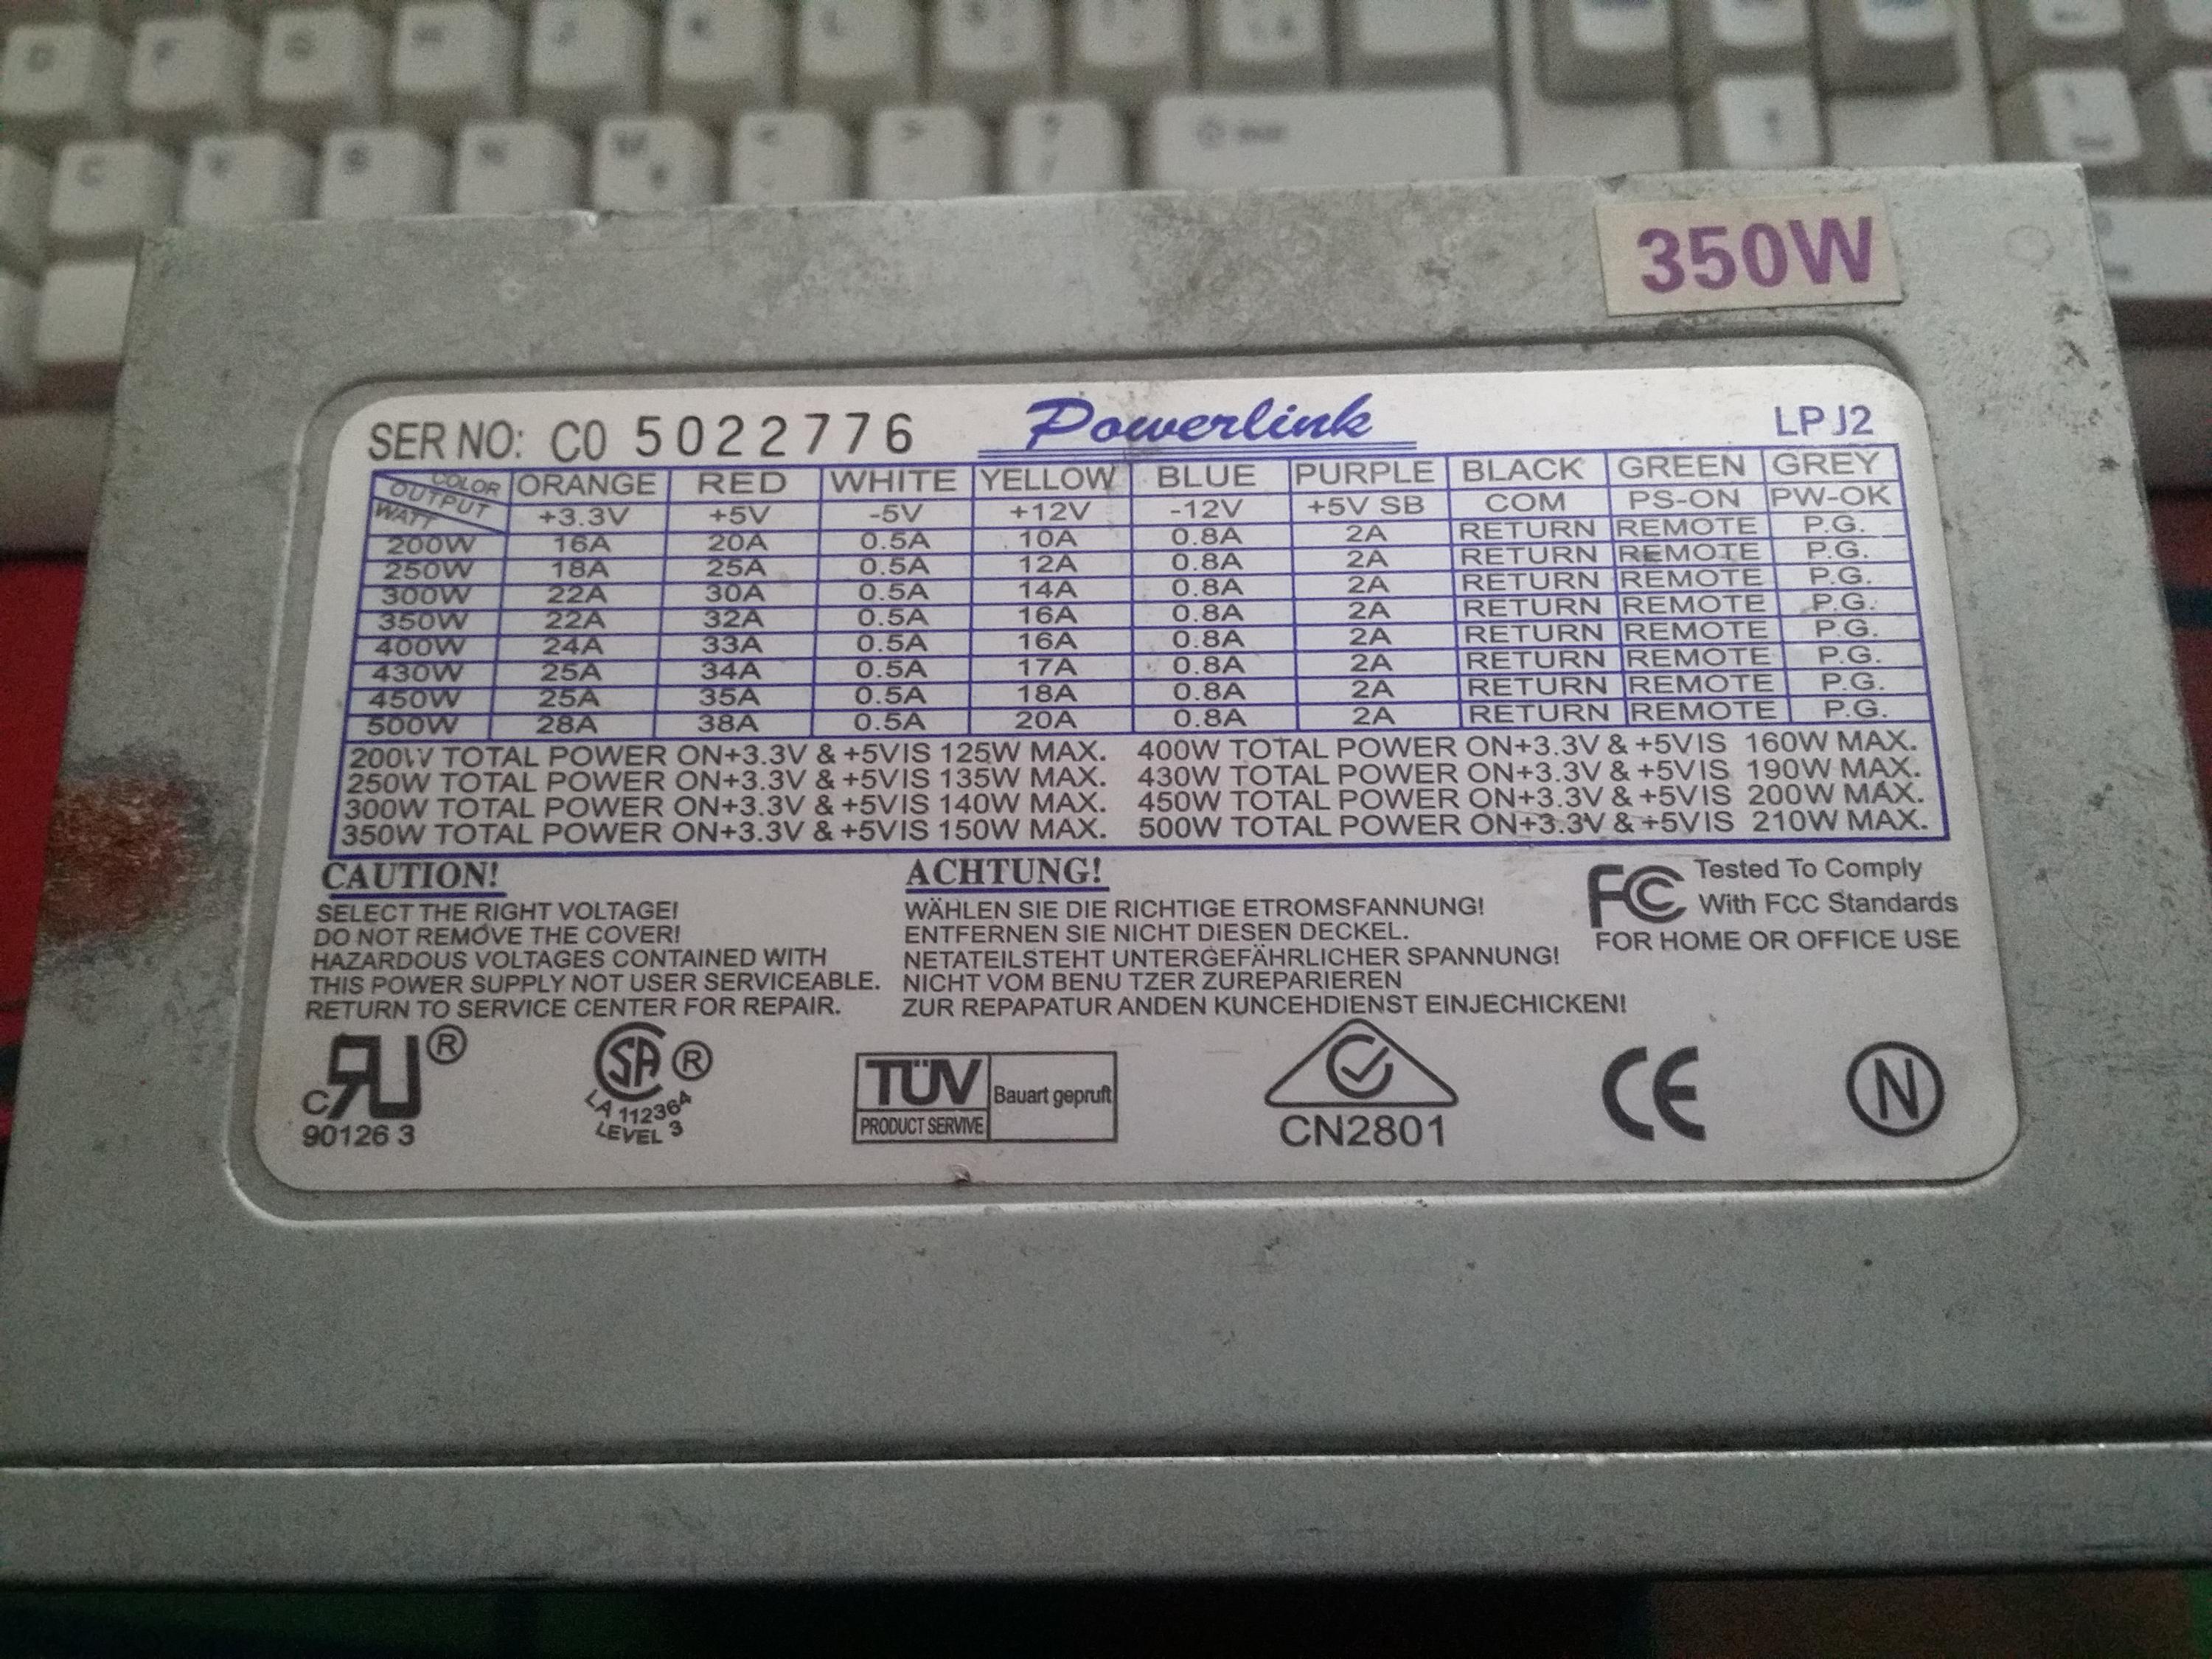 D F G H J K L
C V B N M < > ?
350W
SER NO: C0 5022776 Powerlink LPJ2
COLOR OUTPUT WATT ORANGE RED WHITE YELLOW BLUE PURPLE BLACK GREEN GREY
+3.3V +5V -5V +12V -12V +5V SB COM PS-ON PW-OK
200W 16A 20A 0.5A 10A 0.8A 2A RETURN REMOTE P.G.
250W 18A 25A 0.5A 12A 0.8A 2A RETURN REMOTE P.G.
300W 22A 30A 0.5A 14A 0.8A 2A RETURN REMOTE P.G.
350W 22A 32A 0.5A 16A 0.8A 2A RETURN REMOTE P.G.
400W 24A 33A 0.5A 16A 0.8A 2A RETURN REMOTE P.G.
430W 25A 34A 0.5A 17A 0.8A 2A RETURN REMOTE P.G.
450W 25A 35A 0.5A 18A 0.8A 2A RETURN REMOTE P.G.
500W 28A 38A 0.5A 20A 0.8A 2A RETURN REMOTE P.G.
200W TOTAL POWER ON+3.3V & +5VIS 125W MAX. 400W TOTAL POWER ON+3.3V & +5VIS 160W MAX.
250W TOTAL POWER ON+3.3V & +5VIS 135W MAX. 430W TOTAL POWER ON+3.3V & +5VIS 190W MAX.
300W TOTAL POWER ON+3.3V & +5VIS 140W MAX. 450W TOTAL POWER ON+3.3V & +5VIS 200W MAX.
350W TOTAL POWER ON+3.3V & +5VIS 150W MAX. 500W TOTAL POWER ON+3.3V & +5VIS 210W MAX.
CAUTION!
SELECT THE RIGHT VOLTAGE!
DO NOT REMOVE THE COVER!
HAZARDOUS VOLTAGES CONTAINED WITH
THIS POWER SUPPLY NOT USER SERVICEABLE.
RETURN TO SERVICE CENTER FOR REPAIR.
ACHTUNG!
WÄHLEN SIE DIE RICHTIGE ETROMSFANNUNG!
ENTFERNEN SIE NICHT DIESEN DECKEL.
NETATEILSTEHT UNTERGEFÄHRLICHER SPANNUNG!
NICHT VOM BENU TZER ZUREPARIEREN
ZUR REPAPATUR ANDEN KUNCEHDIENST EINJECHICKEN!
FC Tested To Comply
With FCC Standards
FOR HOME OR OFFICE USE
c RU ®
90126 3
SA ®
LA 112364
LEVEL 3
TÜV Bauart gepruft
PRODUCT SERVIVE
CN2801
CE
N